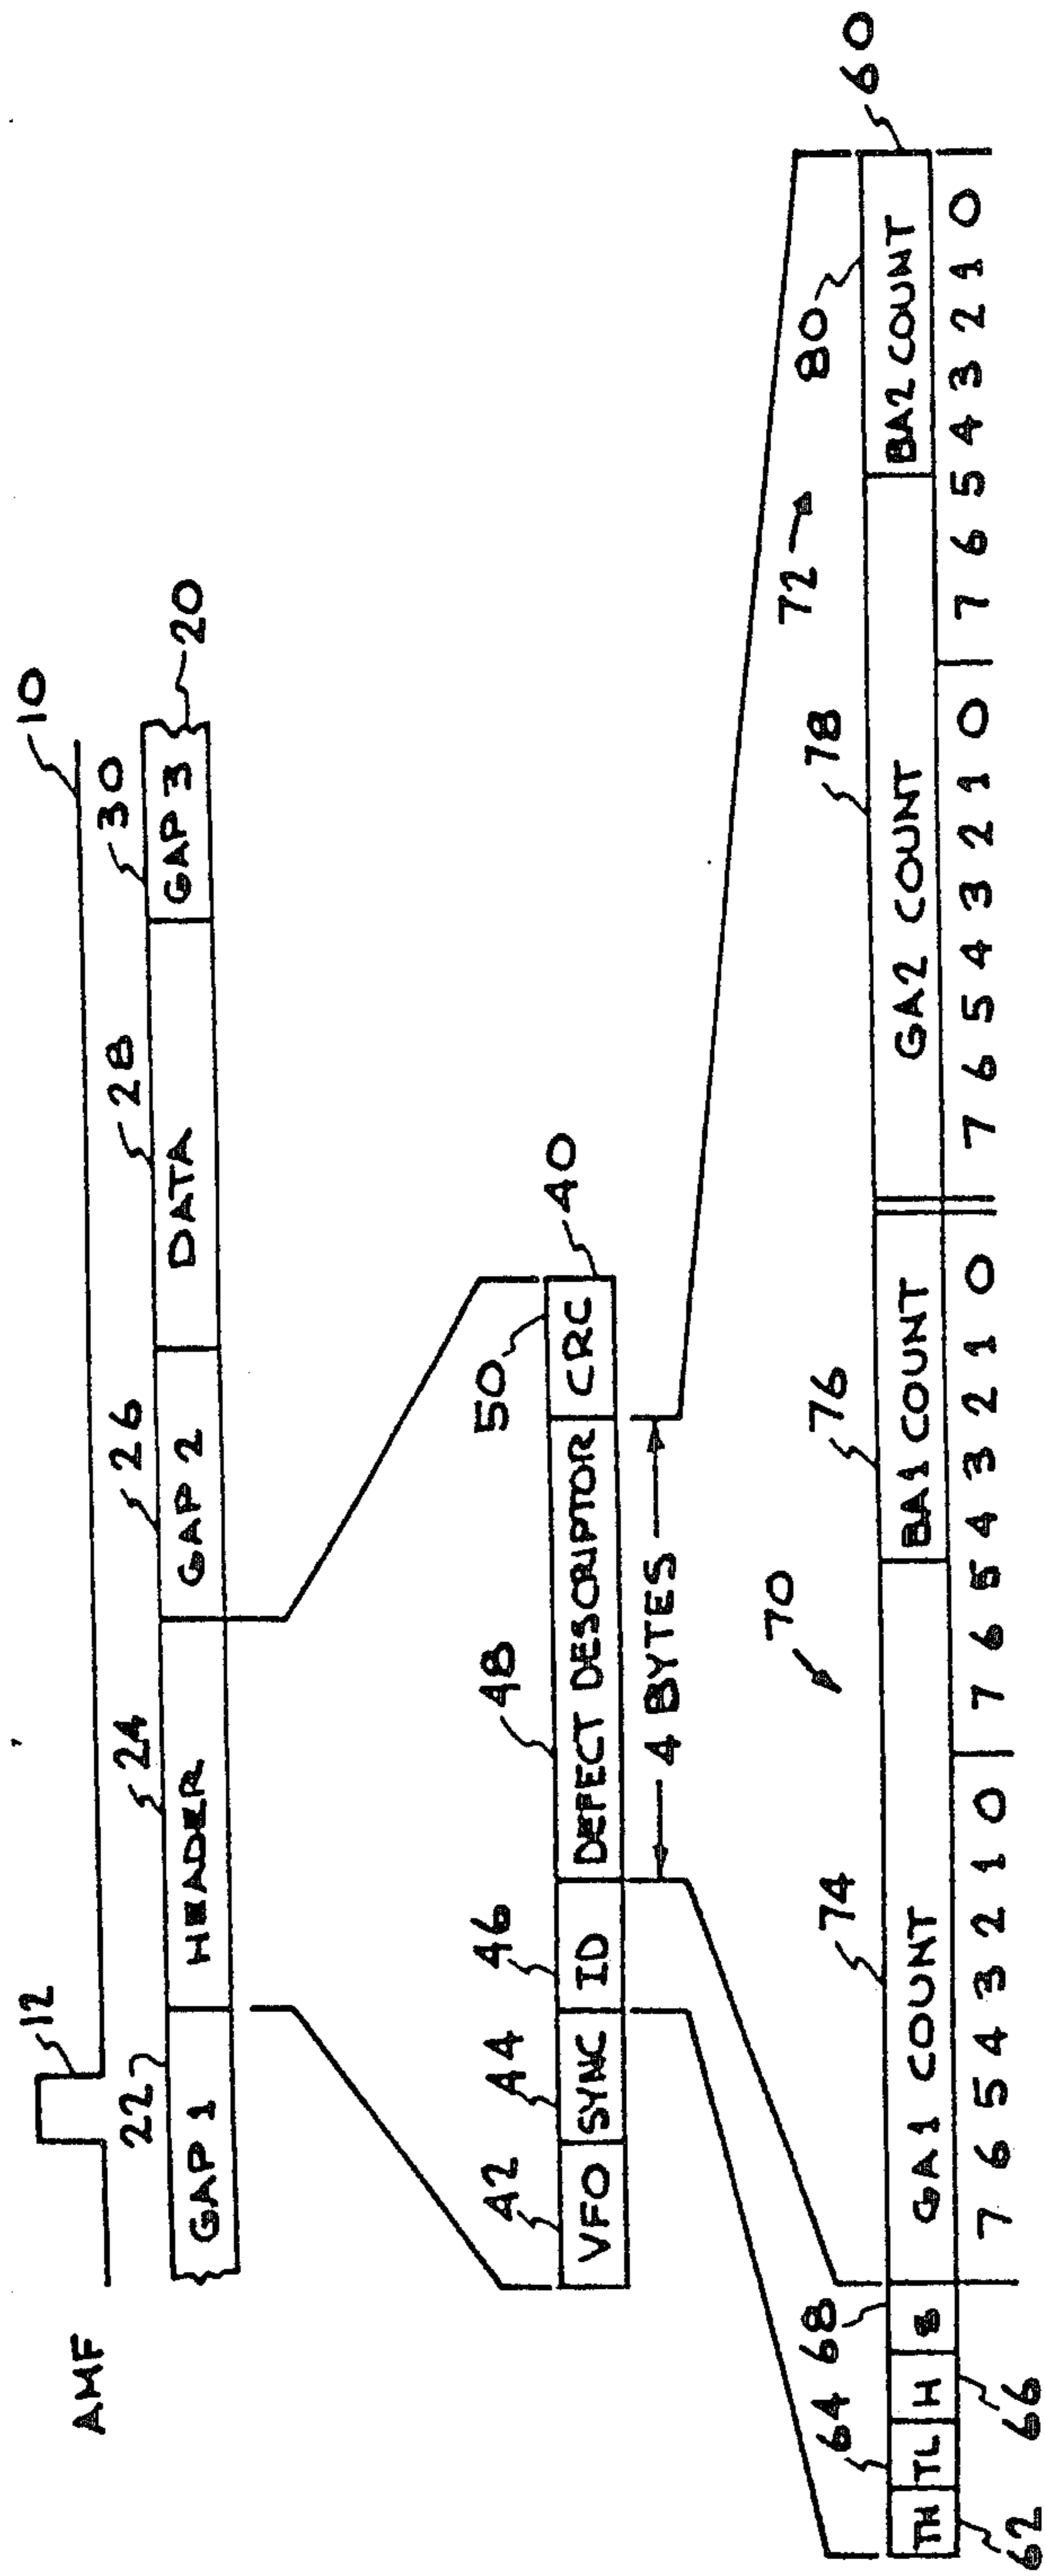 10
AMF
12
22 24 26 28 30
GAP 1 HEADER GAP 2 DATA GAP 3 20
42 44 46 48 50
VFO SYNC ID DEFECT DESCRIPTOR CRC 40
4 BYTES
70 72
64 68 74 76 78 80 60
TH TL H GA1 COUNT BA1 COUNT GA2 COUNT BA2 COUNT
7 6 5 4 3 2 1 0 7 6 5 4 3 2 1 0 7 6 5 4 3 2 1 0 7 6 5 4 3 2 1 0
62 66